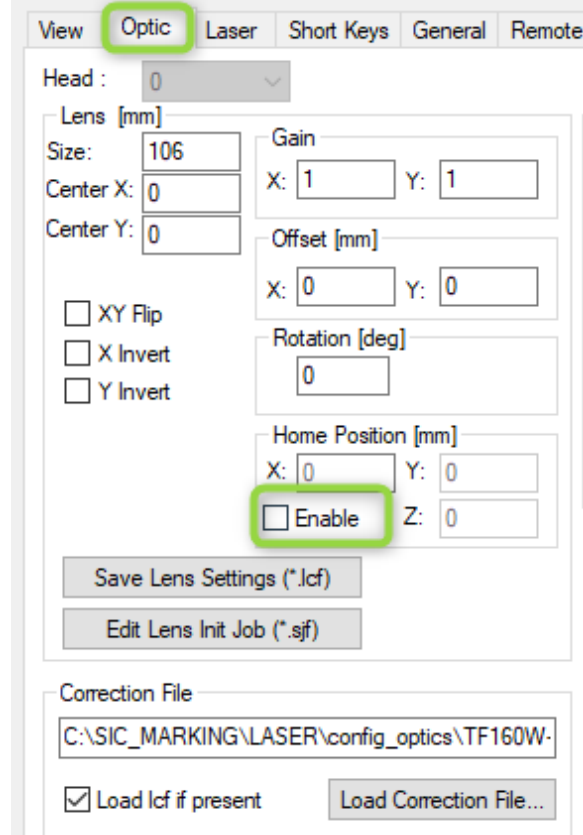 View Optic Laser Short Keys General Remote
Head : 0
Lens [mm]
Size: 106
Center X: 0
Center Y: 0
Gain
X: 1 Y: 1
Offset [mm]
X: 0 Y: 0
XY Flip
X Invert
Y Invert
Rotation [deg]
0
Home Position [mm]
X: 0 Y: 0
Enable Z: 0
Save Lens Settings (*.lcf)
Edit Lens Init Job (*.sjf)
Correction File
C:\SIC_MARKING\LASER\config_optics\TF160W-
Load lcf if present Load Correction File...